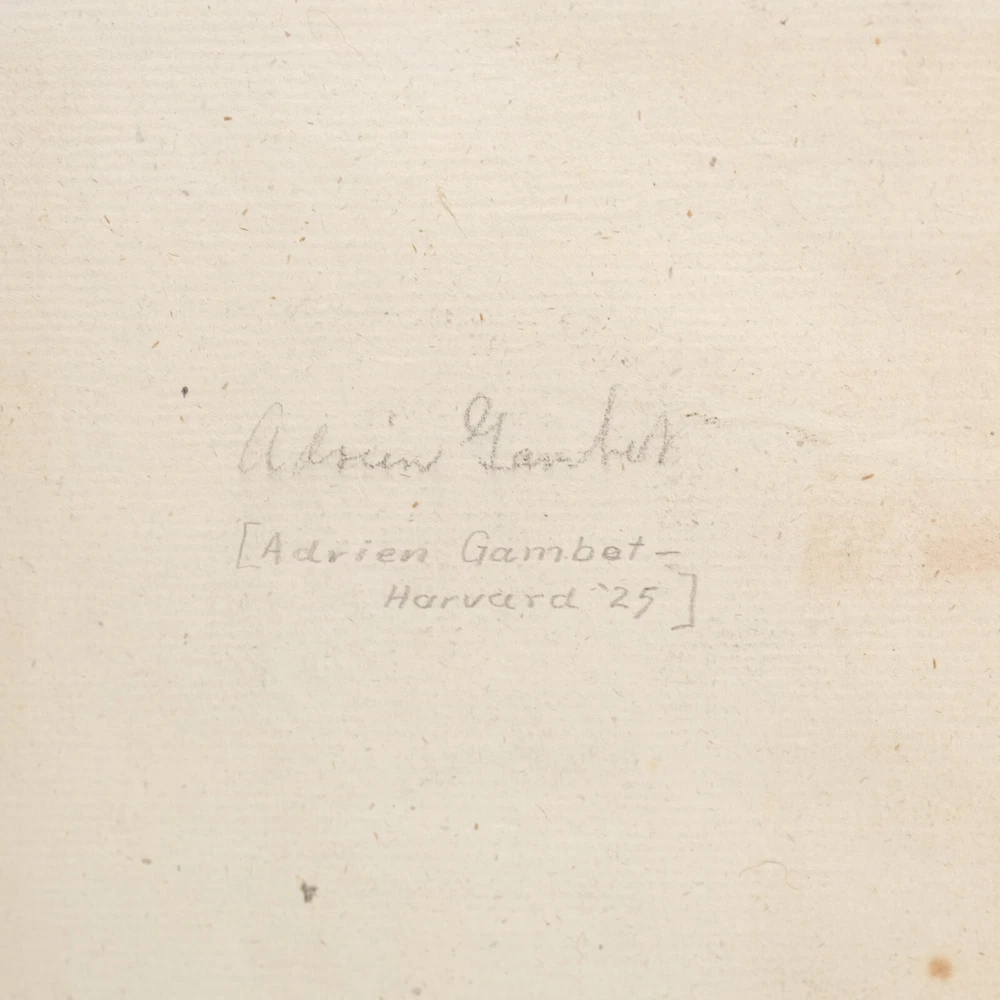 Adrien Gambet
[Adrien Gambet –
Harvard '25]